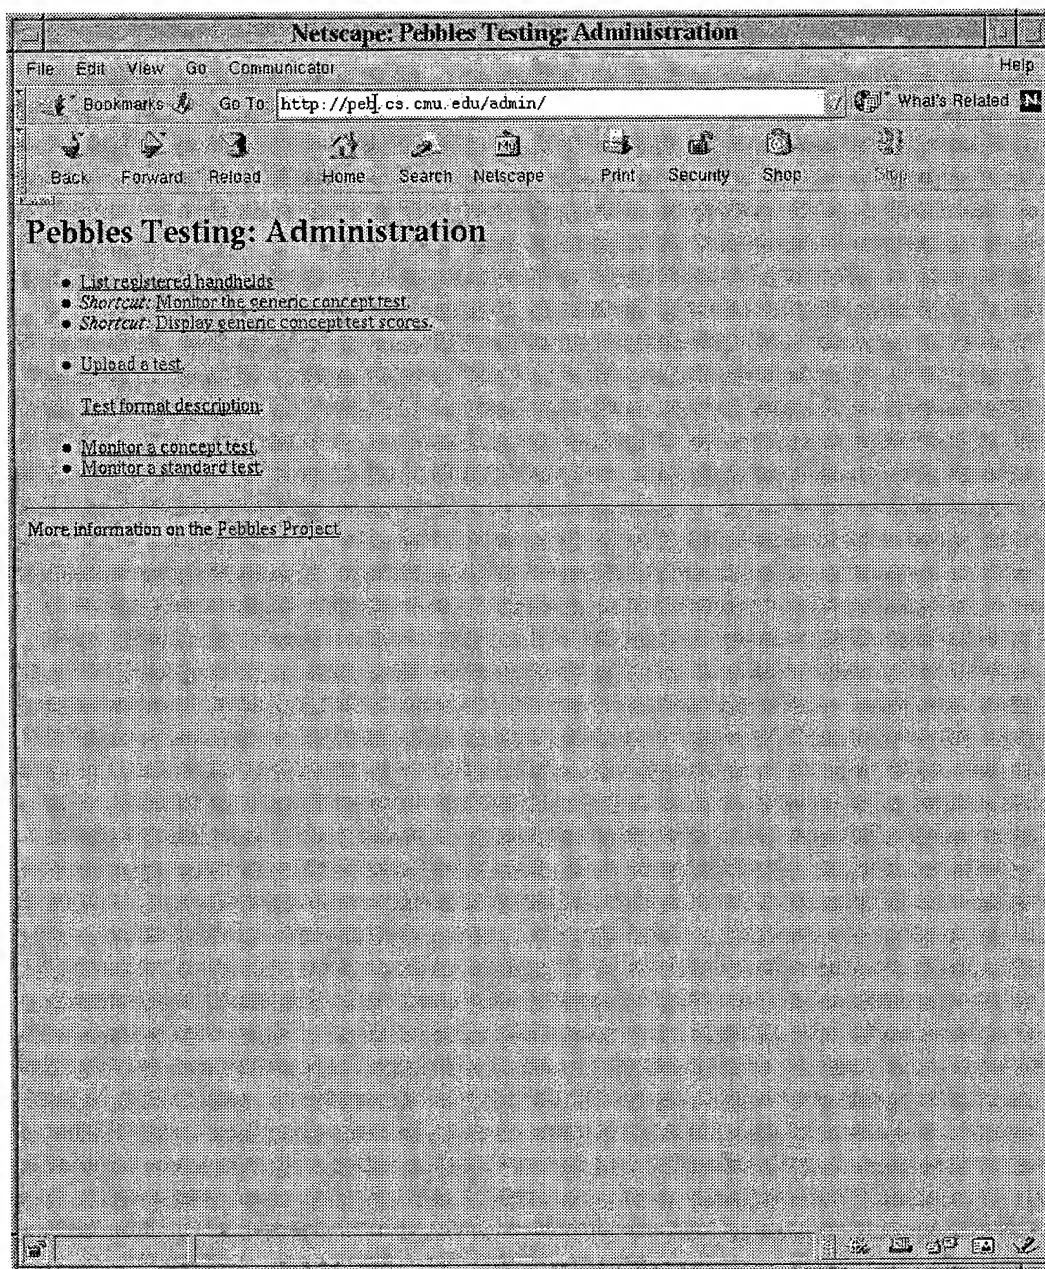 Netscape: Pebbles Testing: Administration
File Edit View Go Communicator Help
Bookmarks Go To: http://peb.cs.cmu.edu/admin/ What's Related N
Back Forward Reload Home Search Netscape Print Security Shop Stop
Pebbles Testing: Administration
• List registered handhelds
• Shortcut: Monitor the generic concept test.
• Shortcut: Display generic concept test scores.
• Upload a test.
Test format description.
• Monitor a concept test.
• Monitor a standard test.
More information on the Pebbles Project